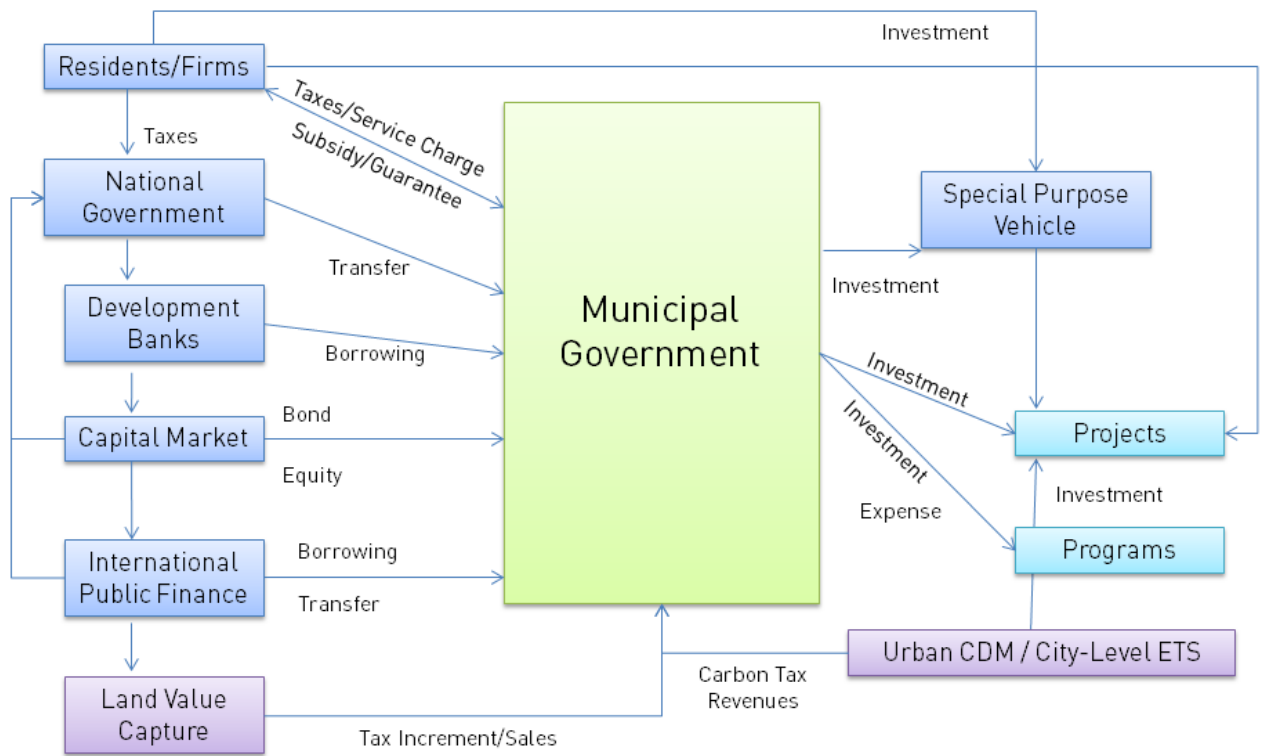 Investment
Residents/Firms
Taxes/Service Charge
Subsidy/Guarantee
Taxes
National
Government
Special Purpose
Vehicle
Transfer
Investment
Development
Banks
Municipal
Government
Borrowing
Investment
Bond
Capital Market
Investment
Projects
Equity
Investment
Expense
Borrowing
International
Public Finance
Programs
Transfer
Urban CDM / City-Level ETS
Carbon Tax
Revenues
Land Value
Capture
Tax Increment/Sales